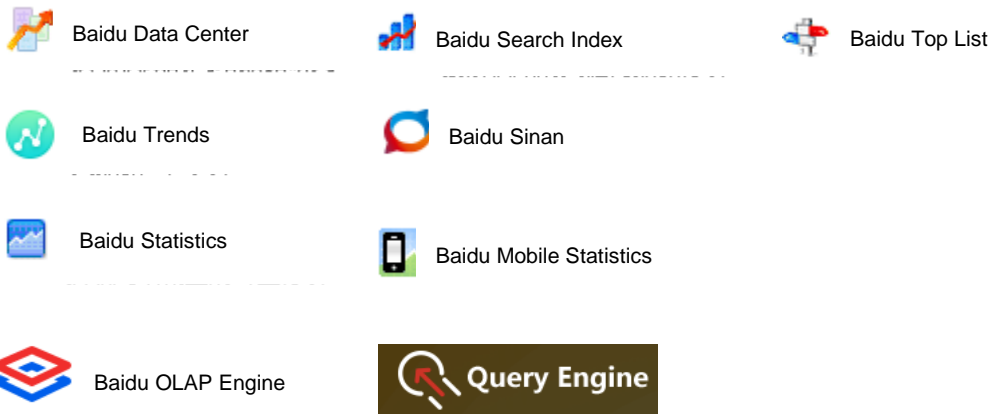 Baidu Data Center
Baidu Search Index
Baidu Top List
Baidu Trends
Baidu Sinan
Baidu Statistics
Baidu Mobile Statistics
Baidu OLAP Engine
Query Engine